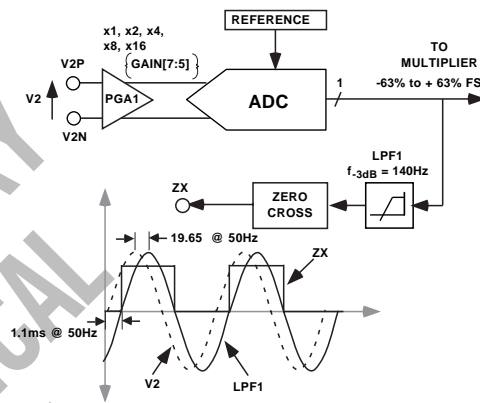 REFERENCE
x1, x2, x4,
x8, x16
{GAIN[7:5]}
V2P
V2
V2N
PGA1
ADC
1
TO
MULTIPLIER
-63% to + 63% FS
LPF1
f-3dB = 140Hz
ZX
ZERO
CROSS
19.65 @ 50Hz
ZX
1.1ms @ 50Hz
V2
LPF1